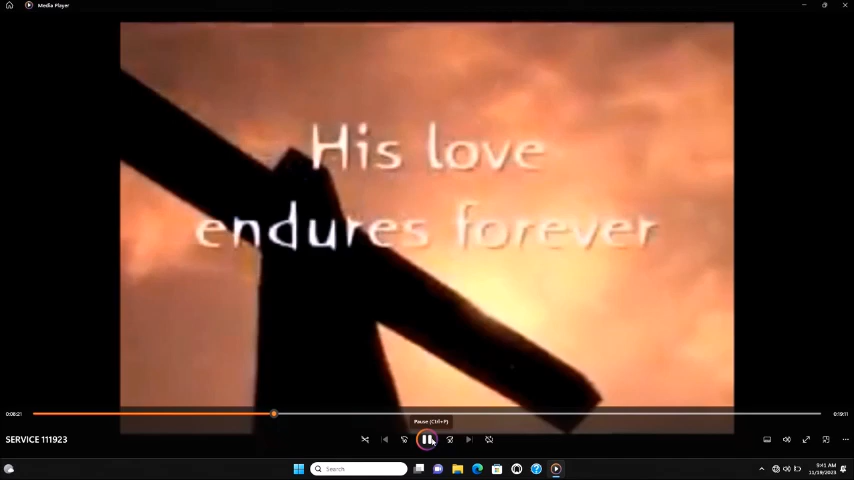 Media Player
His love
endures forever
Pause (Ctrl+P)
0:08:21
0:19:11
SERVICE 111923
Search
9:41 AM
11/19/2023